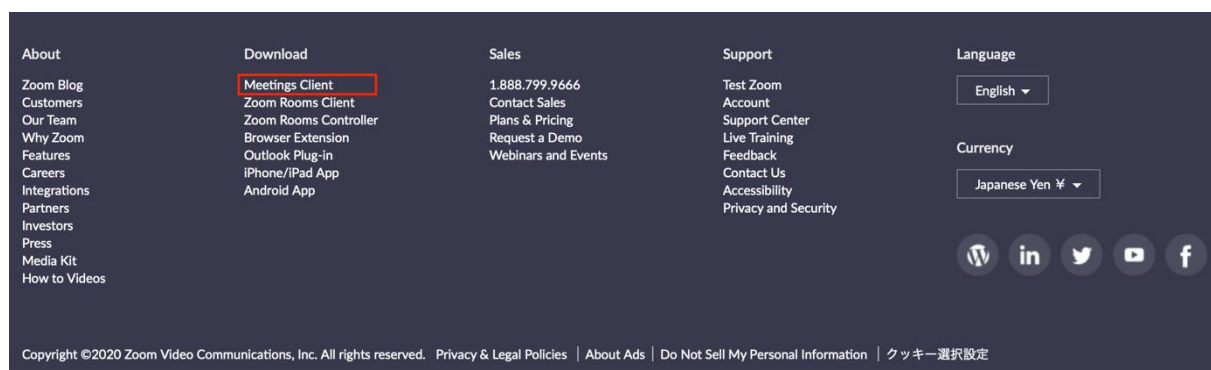 About
Zoom Blog
Customers
Our Team
Why Zoom
Features
Careers
Integrations
Partners
Investors
Press
Media Kit
How to Videos
Download
Meetings Client
Zoom Rooms Client
Zoom Rooms Controller
Browser Extension
Outlook Plug-in
iPhone/iPad App
Android App
Sales
1.888.799.9666
Contact Sales
Plans & Pricing
Request a Demo
Webinars and Events
Support
Test Zoom
Account
Support Center
Live Training
Feedback
Contact Us
Accessibility
Privacy and Security
Language
English
Currency
Japanese Yen ¥
in
f
Copyright ©2020 Zoom Video Communications, Inc. All rights reserved. Privacy & Legal Policies | About Ads | Do Not Sell My Personal Information | クッキー選択設定